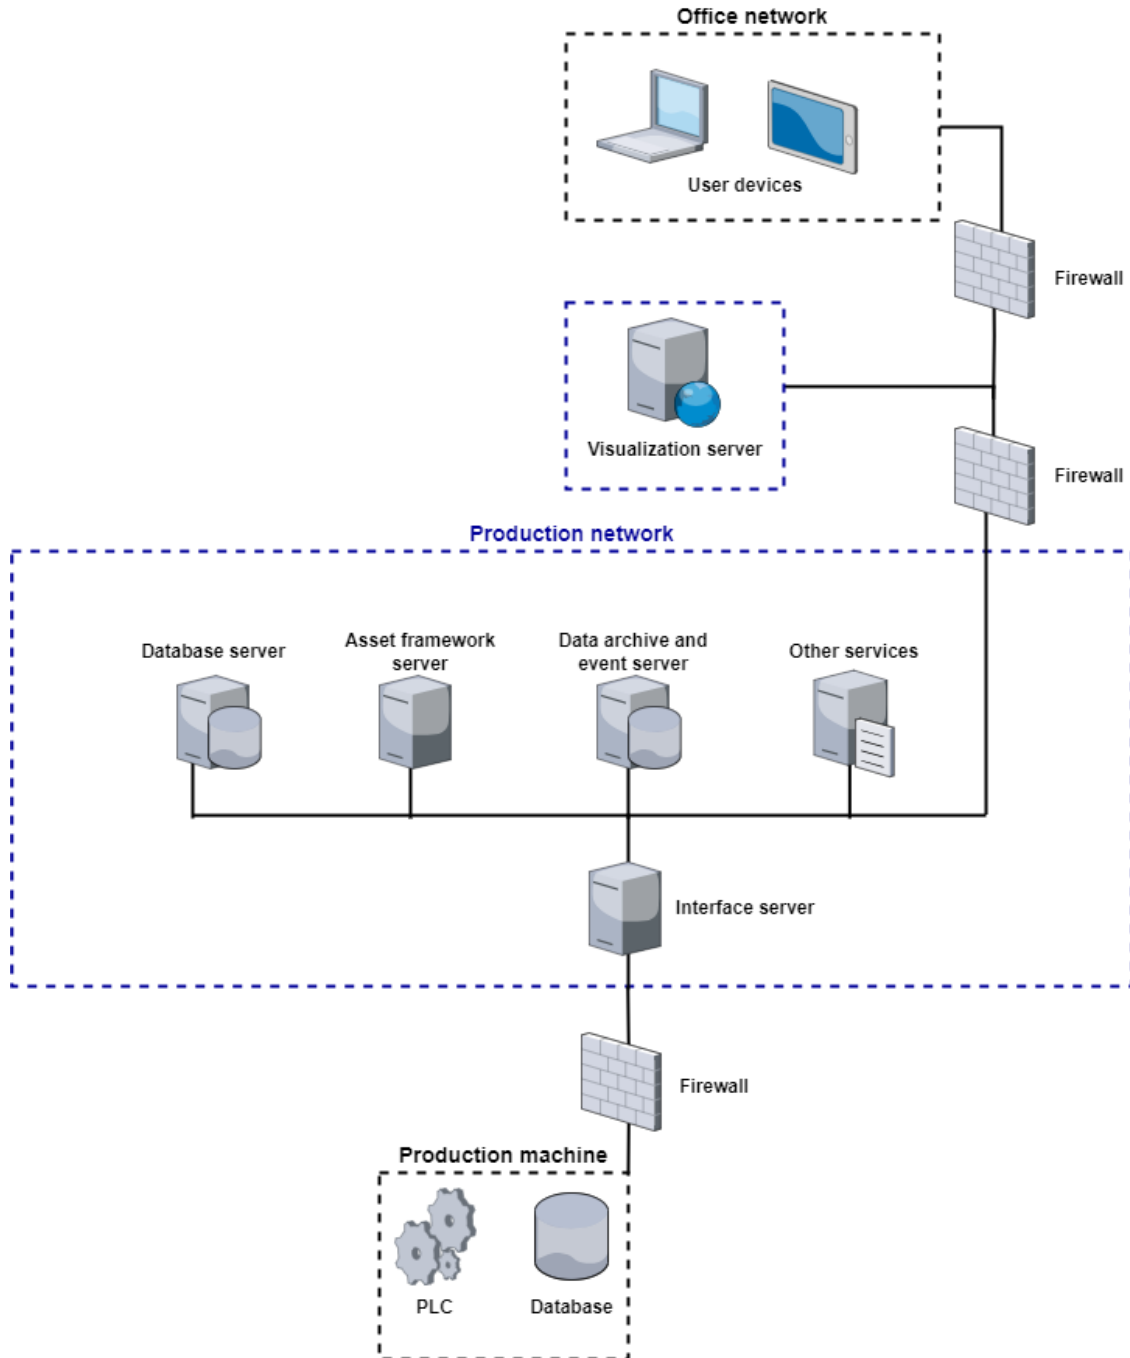 Office network
User devices
Firewall
Visualization server
Firewall
Production network
Database server
Asset framework
server
Data archive and
event server
Other services
Interface server
Firewall
Production machine
PLC
Database